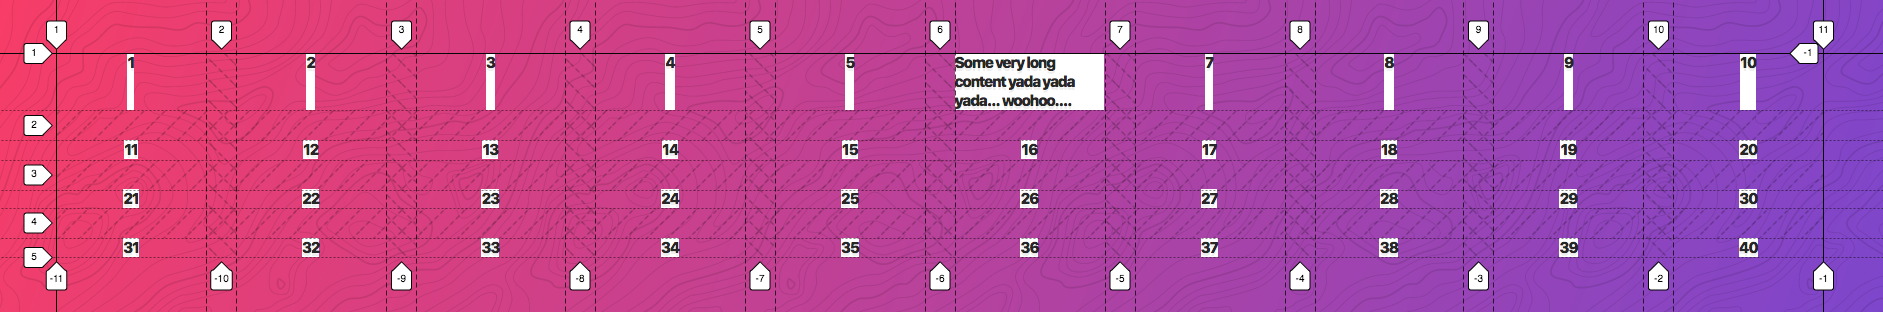 1 2 3 4 5 6 7 8 9 10 11
1 -1
1 2 3 4 5 Some very long 7 8 9 10
content yada yada
yada... woohoo....
2
11 12 13 14 15 16 17 18 19 20
3
21 22 23 24 25 26 27 28 29 30
4
31 32 33 34 35 36 37 38 39 40
5
-11 -10 -9 -8 -7 -6 -5 -4 -3 -2 -1